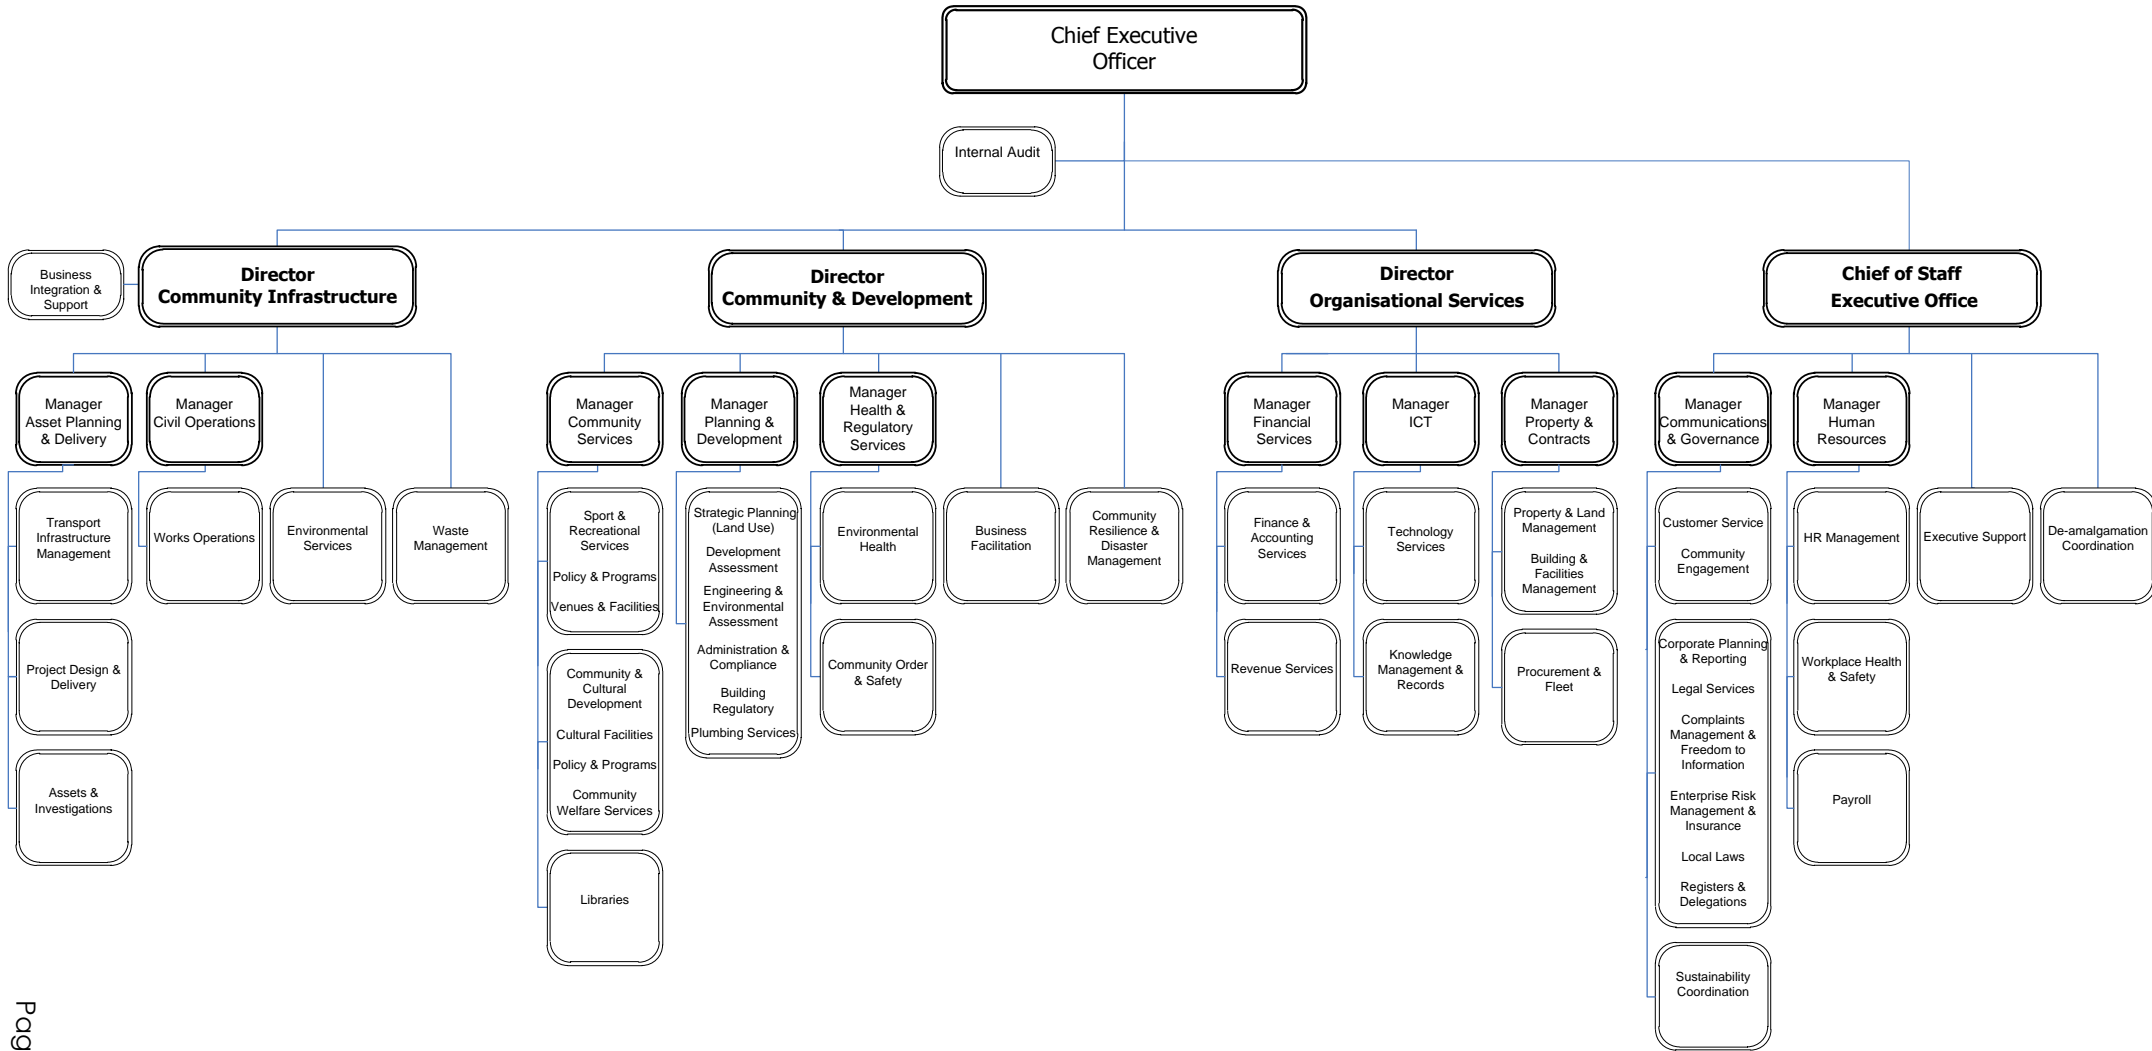 Chief Executive
Officer
Internal Audit
Business
Integration &
Support
Director
Community Infrastructure
Director
Community & Development
Director
Organisational Services
Chief of Staff
Executive Office
Manager
Asset Planning
& Delivery
Manager
Civil Operations
Manager
Community
Services
Manager
Planning &
Development
Manager
Health &
Regulatory
Services
Manager
Financial
Services
Manager
ICT
Manager
Property &
Contracts
Manager
Communications
& Governance
Manager
Human
Resources
Transport
Infrastructure
Management
Works Operations
Environmental
Services
Waste
Management
Sport &
Recreational
Services
Policy & Programs
Venues & Facilities
Strategic Planning
(Land Use)
Development
Assessment
Engineering &
Environmental
Assessment
Administration &
Compliance
Building
Regulatory
Plumbing Services
Environmental
Health
Business
Facilitation
Community
Resilience &
Disaster
Management
Finance &
Accounting
Services
Technology
Services
Property & Land
Management
Building &
Facilities
Management
Customer Service
Community
Engagement
HR Management
Executive Support
De-amalgamation
Coordination
Project Design &
Delivery
Community &
Cultural
Development
Cultural Facilities
Policy & Programs
Community
Welfare Services
Community Order
& Safety
Revenue Services
Knowledge
Management &
Records
Procurement &
Fleet
Corporate Planning
& Reporting
Legal Services
Complaints
Management &
Freedom to
Information
Enterprise Risk
Management &
Insurance
Local Laws
Registers &
Delegations
Workplace Health
& Safety
Assets &
Investigations
Payroll
Libraries
Sustainability
Coordination
Pag